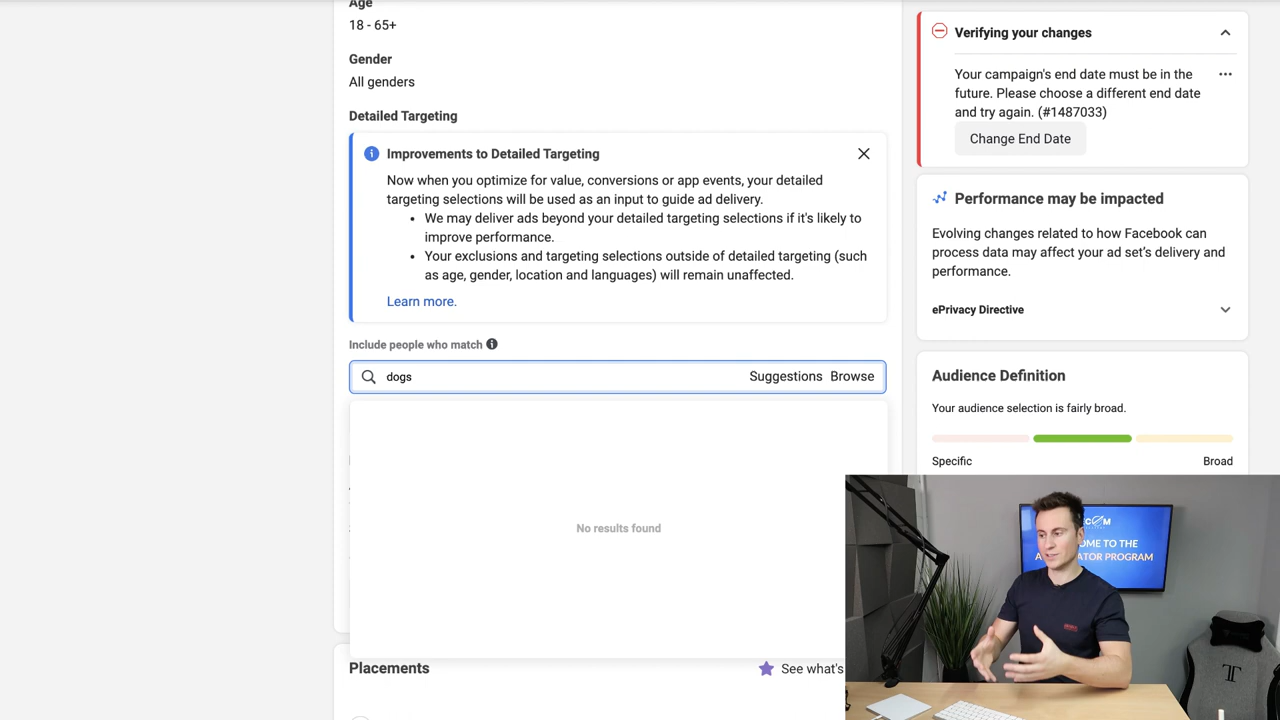 Age
18 - 65+
Gender
All genders
Detailed Targeting
Improvements to Detailed Targeting
Now when you optimize for value, conversions or app events, your detailed
targeting selections will be used as an input to guide ad delivery.
• We may deliver ads beyond your detailed targeting selections if it's likely to
improve performance.
• Your exclusions and targeting selections outside of detailed targeting (such
as age, gender, location and languages) will remain unaffected.
Learn more.
Include people who match
dogs
Suggestions Browse
No results found
Placements
See what's
Verifying your changes
Your campaign's end date must be in the
future. Please choose a different end date
and try again. (#1487033)
Change End Date
Performance may be impacted
Evolving changes related to how Facebook can
process data may affect your ad set's delivery and
performance.
ePrivacy Directive
Audience Definition
Your audience selection is fairly broad.
Specific
Broad
TO THE
PROGRAM